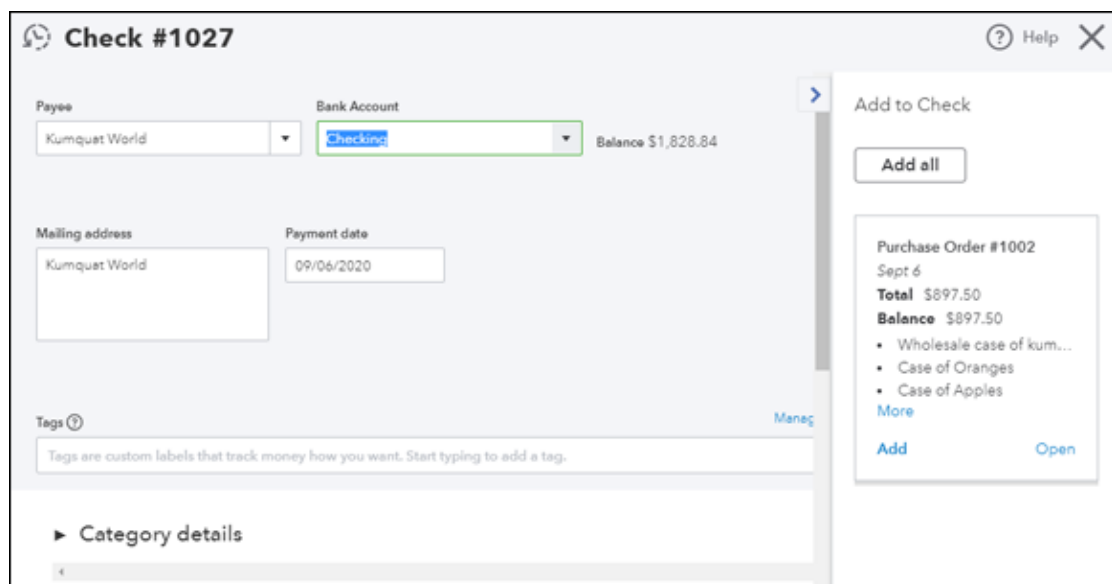 Check #1027
Help
Payee
Bank Account
Kumquat World
Checking
Balance $1,828.84
Mailing address
Payment date
Kumquat World
09/06/2020
Tags
Manag
Tags are custom labels that track money how you want. Start typing to add a tag.
Category details
Add to Check
Add all
Purchase Order #1002
Sept 6
Total $897.50
Balance $897.50
Wholesale case of kum...
Case of Oranges
Case of Apples
More
Add Open